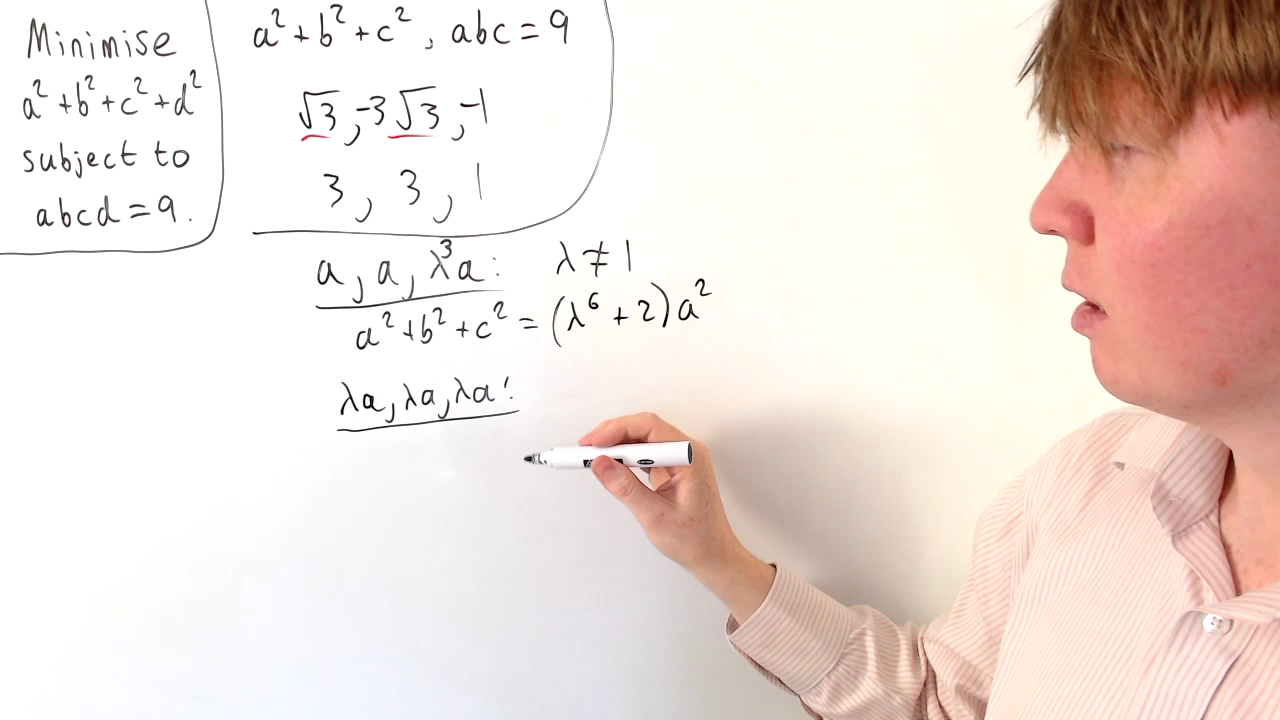 Minimise
a² + b² + c² + d²
subject to
abcd = 9.
a² + b² + c², abc = 9
√3, -3√3, -1
3, 3, 1
a, a, λ³a: λ ≠ 1
a² + b² + c² = (λ⁶ + 2)a²
λa, λa, λa: